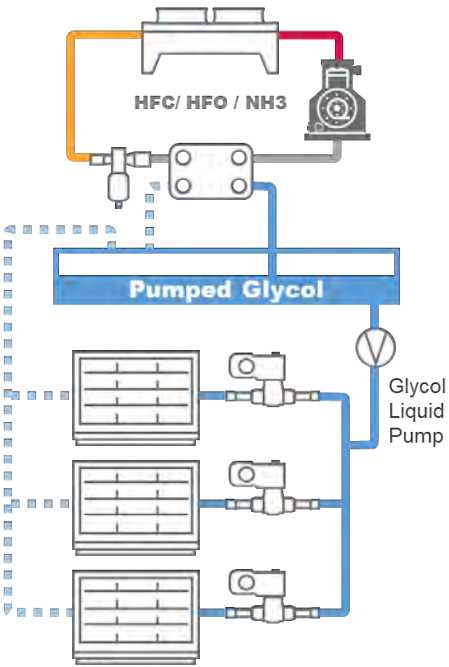 HFC/ HFO / NH3
Pumped Glycol
Glycol
Liquid
Pump